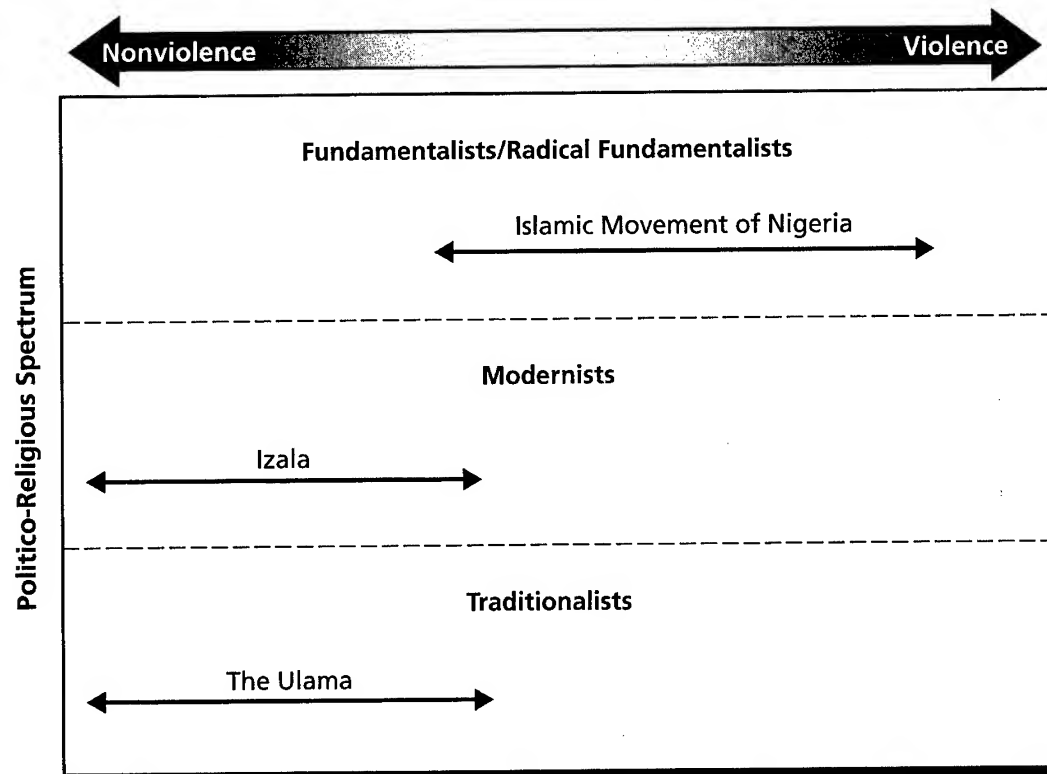 Nonviolence
Violence
Fundamentalists/Radical Fundamentalists
Islamic Movement of Nigeria
Politico-Religious Spectrum
Modernists
Izala
Traditionalists
The Ulama